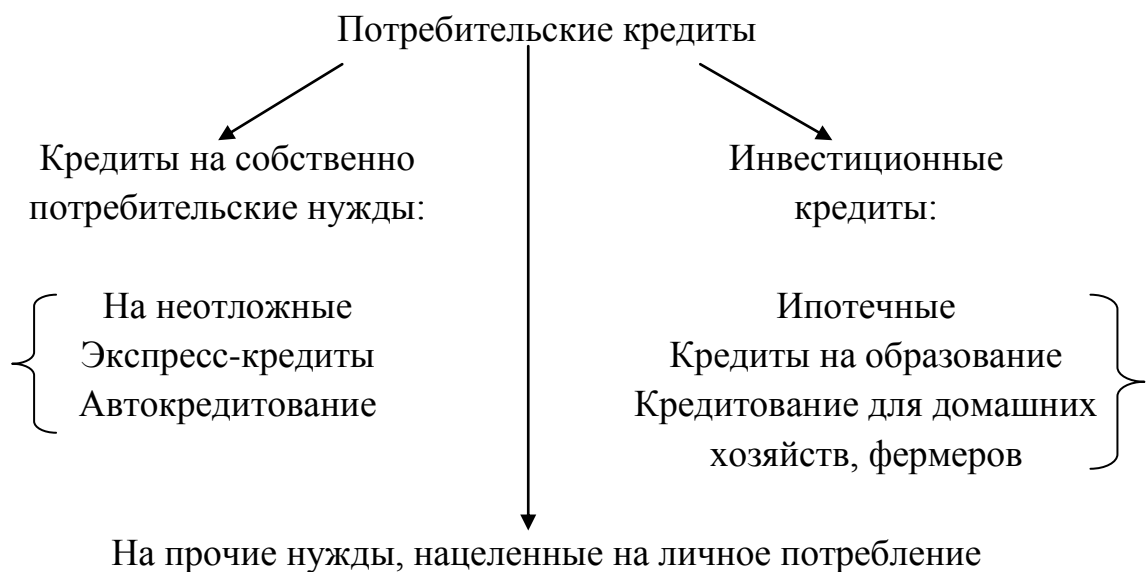 Потребительские кредиты
Кредиты на собственно
потребительские нужды:
На неотложные
Экспресс-кредиты
Автокредитование
Инвестиционные
кредиты:
Ипотечные
Кредиты на образование
Кредитование для домашних
хозяйств, фермеров
На прочие нужды, нацеленные на личное потребление